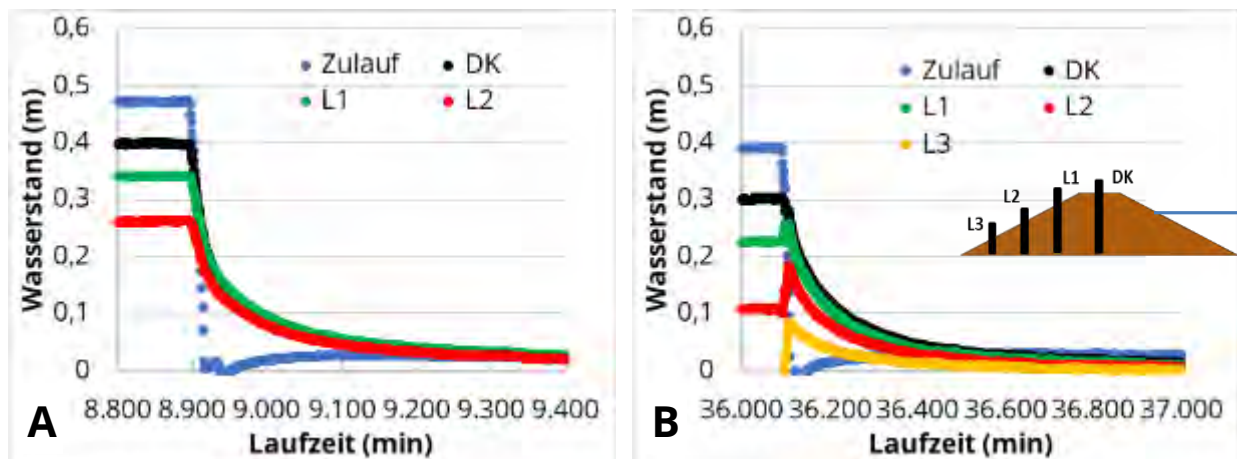 0,6
0,5
0,4
0,3
0,2
0,1
0
Wasserstand (m)
Zulauf DK
L1 L2
8.800 8.900 9.000 9.100 9.200 9.300 9.400
Laufzeit (min)
A
0,6
0,5
0,4
0,3
0,2
0,1
0
Wasserstand (m)
Zulauf DK
L1 L2
L3
L3 L2 L1 DK
36.000 36.200 36.400 36.600 36.800 37.000
Laufzeit (min)
B